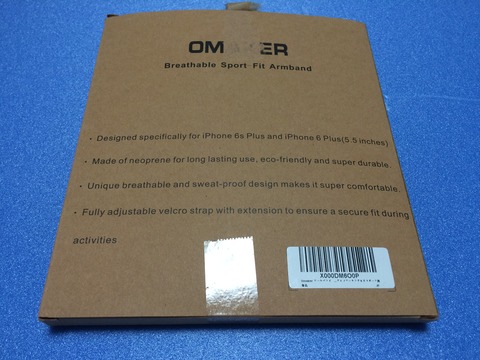 OM  ER
Breathable Sport-Fit Armband
· Designed specifically for iPhone 6s Plus and iPhone 6 Plus(5.5 inches)
· Made of neoprene for long lasting use, eco-friendly and super durable.
· Unique breathable and sweat-proof design makes it super comfortable.
· Fully adjustable velcro strap with extension to ensure a secure fit during
activities
X000DM8O0P